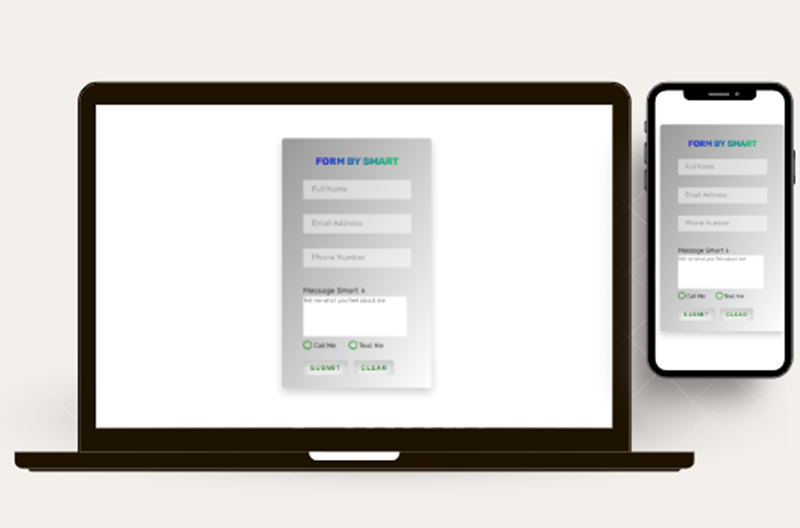 FORM BY SMART
Full Name
Email Address
Phone Number
Message Smart ↓
Tell me what you feel about me
Call Me
Text Me
SUBMIT
CLEAR
FORM BY SMART
Full Name
Email Address
Phone Number
Message Smart ↓
Tell me what you feel about me
Call Me
Text Me
SUBMIT
CLEAR